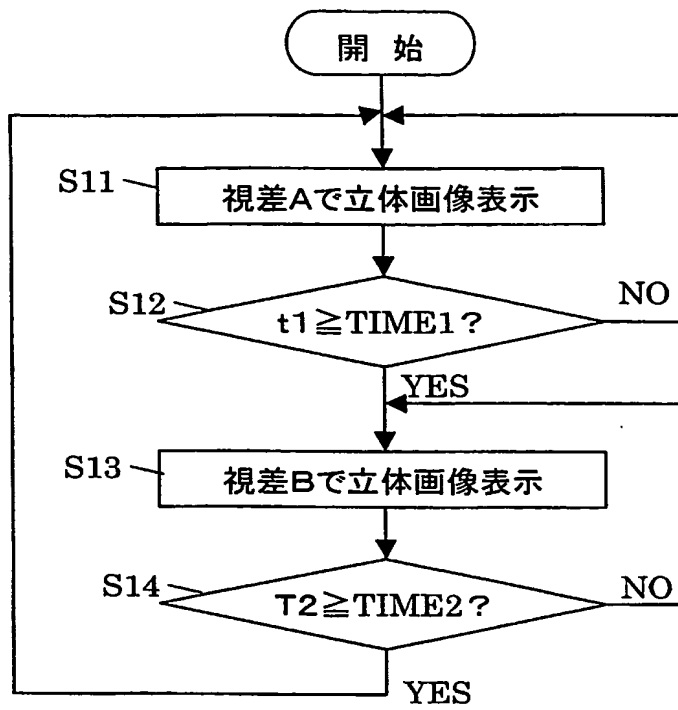 開始
S11
視差Aで立体画像表示
S12
t1≧TIME1?
NO
YES
S13
視差Bで立体画像表示
S14
T2≧TIME2?
NO
YES